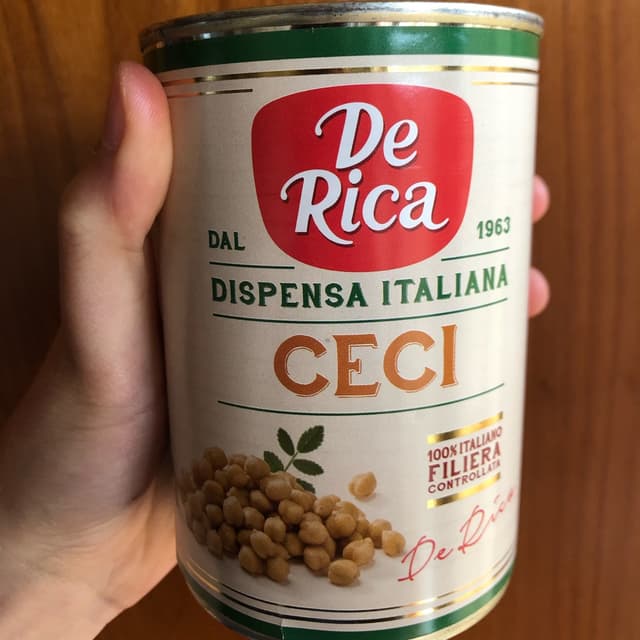 De
Rica
DAL 1963
DISPENSA ITALIANA
CECI
100% ITALIANO
FILIERA
CONTROLLATA
De Rica